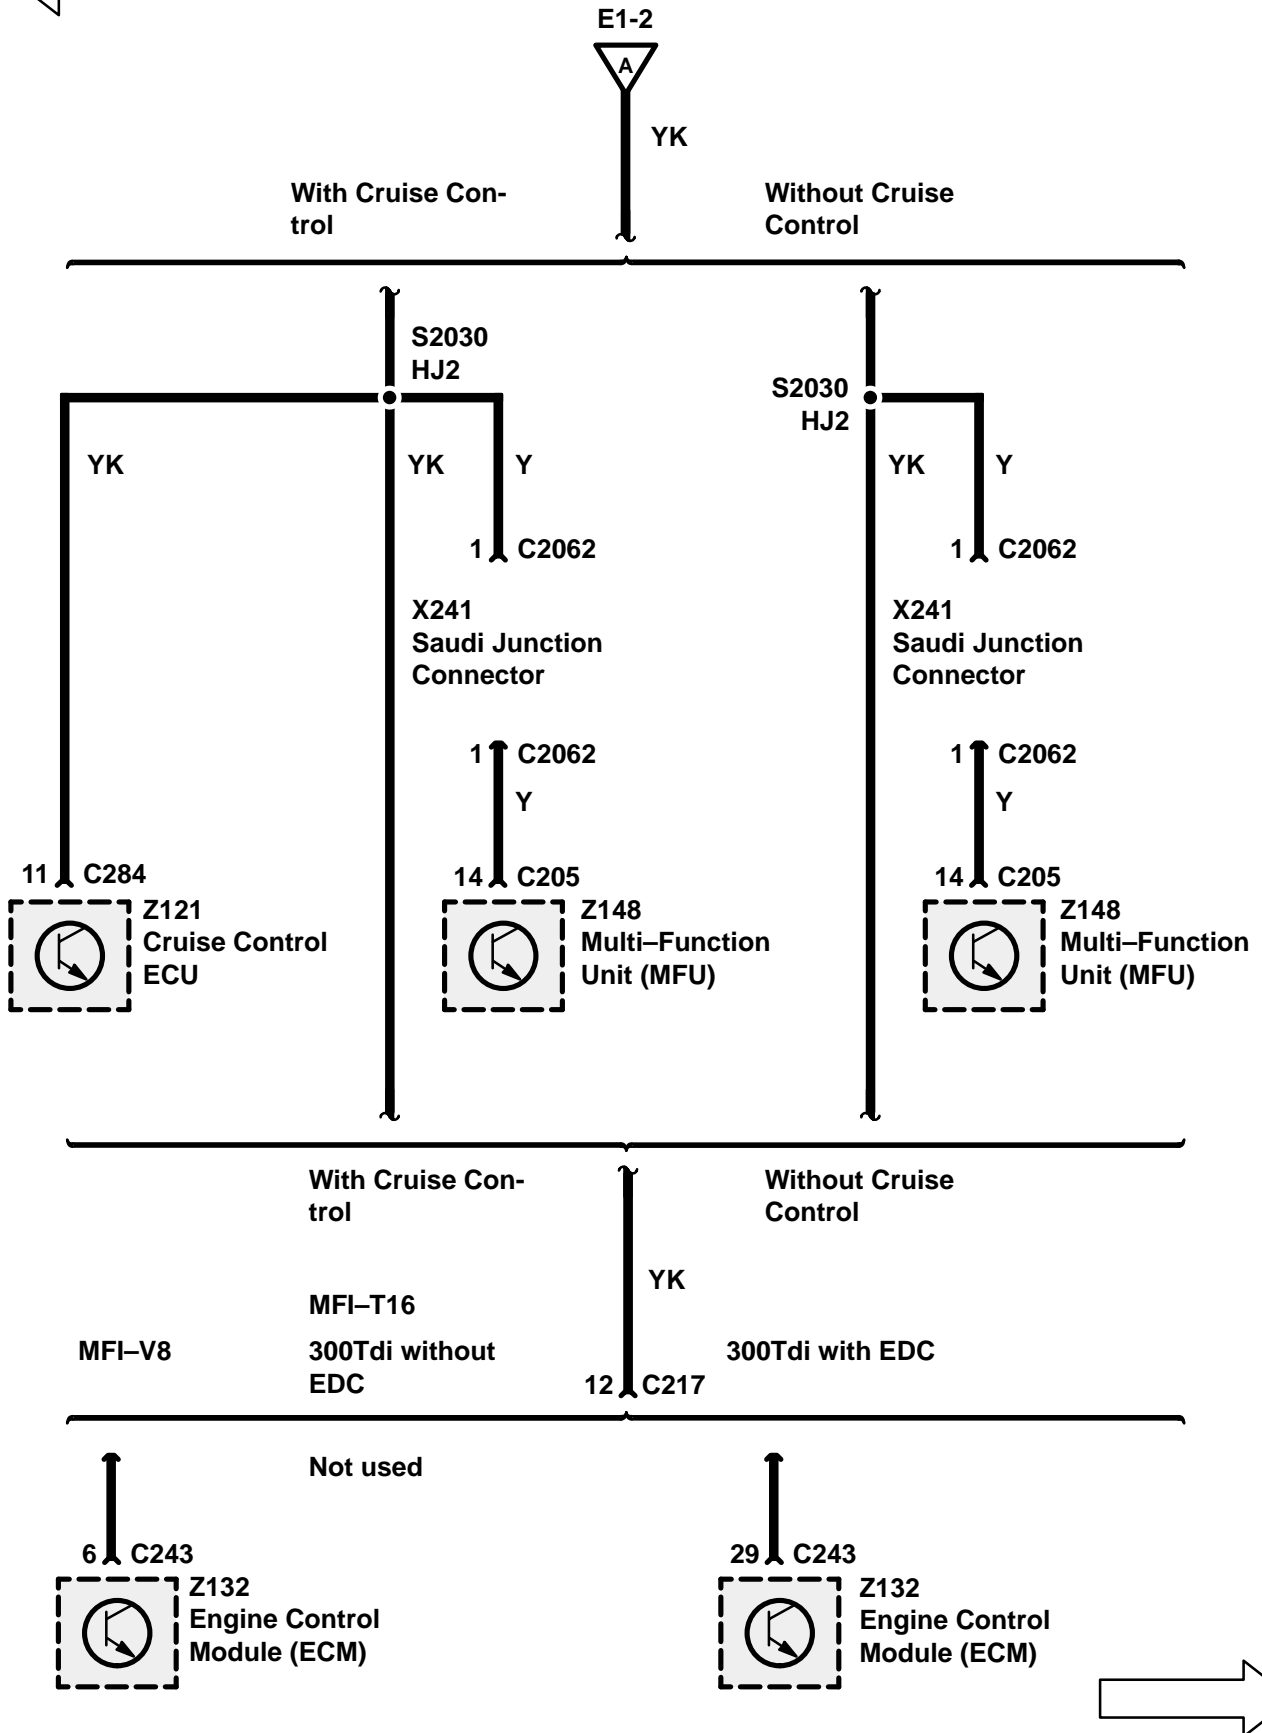 E1-2
A
YK
With Cruise Con-
trol
Without Cruise
Control
S2030
HJ2
S2030
HJ2
YK
YK
Y
YK
Y
1 C2062
1 C2062
X241
Saudi Junction
Connector
X241
Saudi Junction
Connector
1 C2062
1 C2062
Y
Y
11 C284
14 C205
14 C205
Z121
Cruise Control
ECU
Z148
Multi–Function
Unit (MFU)
Z148
Multi–Function
Unit (MFU)
With Cruise Con-
trol
Without Cruise
Control
YK
MFI–T16
MFI–V8
300Tdi without
EDC
300Tdi with EDC
12 C217
Not used
6 C243
29 C243
Z132
Engine Control
Module (ECM)
Z132
Engine Control
Module (ECM)